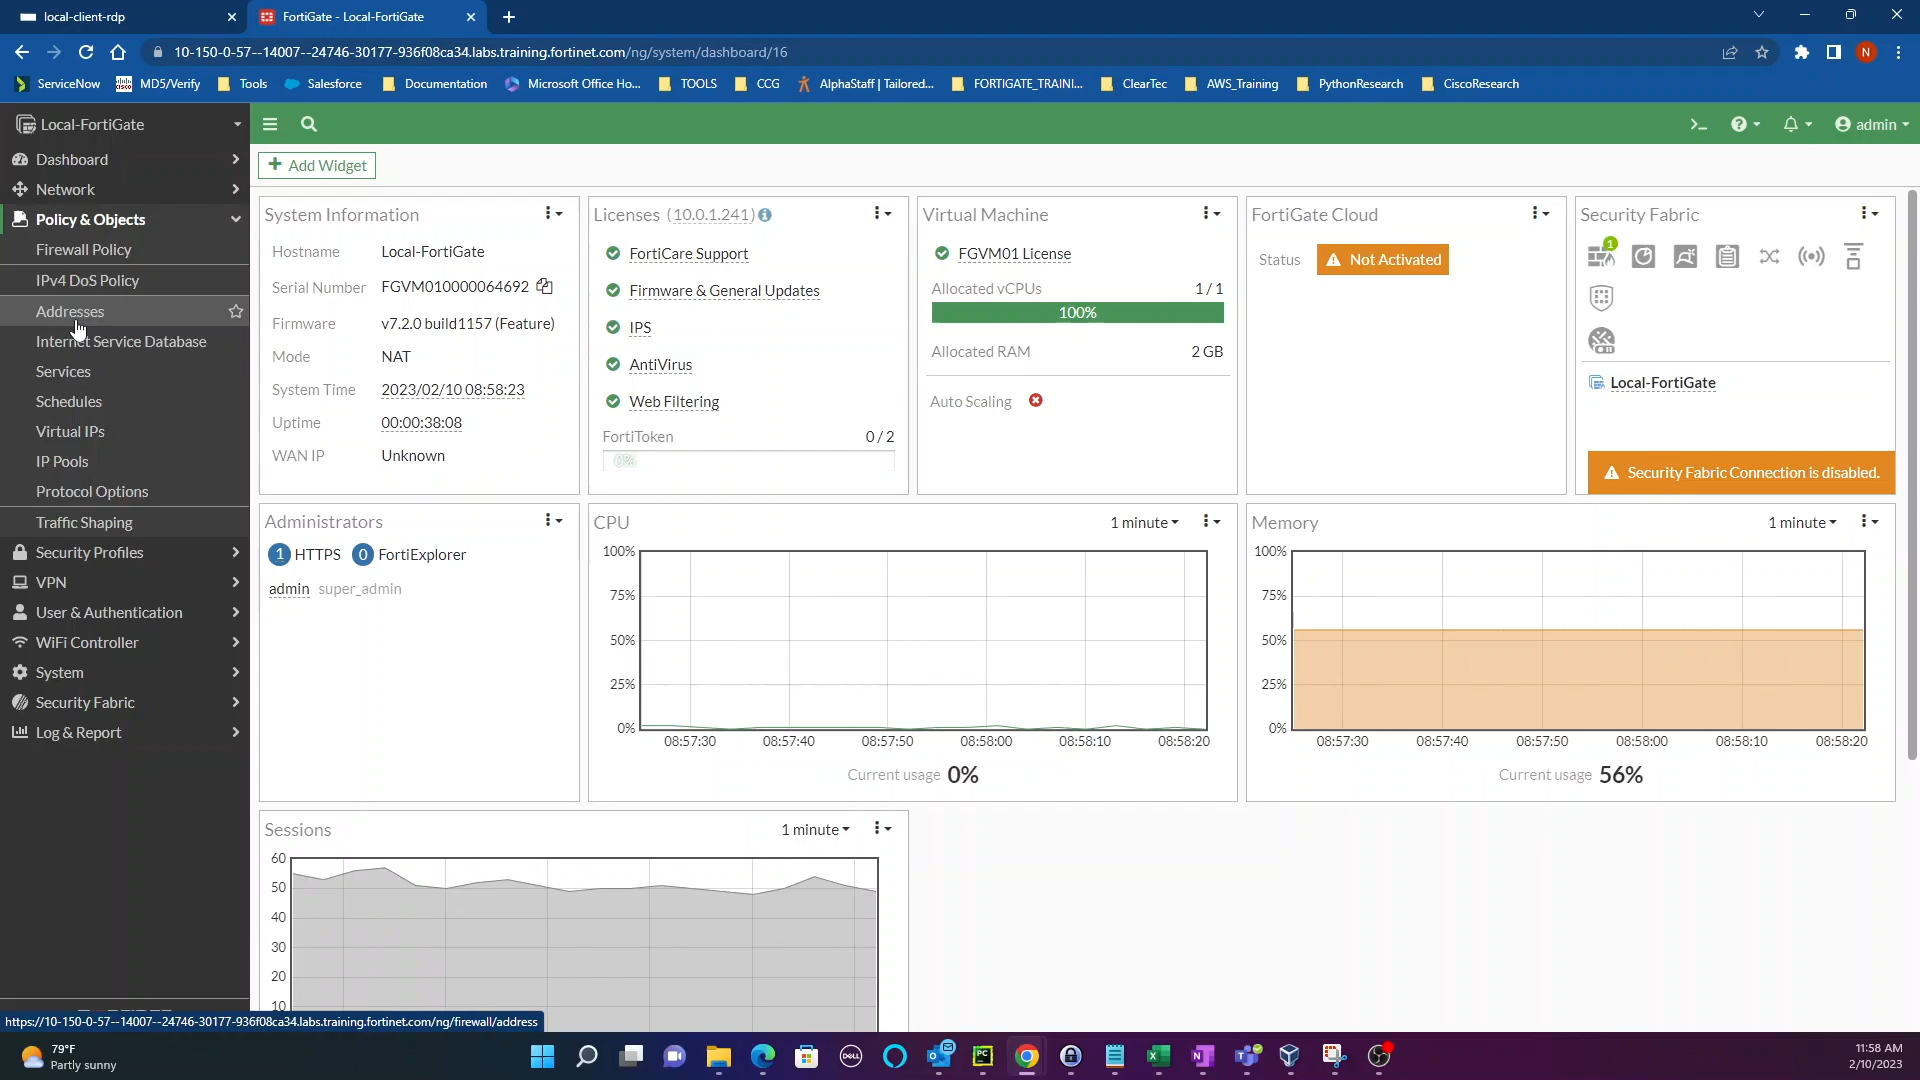 local-client-rdp
FortiGate - Local-FortiGate
10-150-0-57--14007--24746-30177-936f08ca34.labs.training.fortinet.com/ng/system/dashboard/16
N
ServiceNow
MD5/Verify
Tools
Salesforce
Documentation
Microsoft Office Ho...
TOOLS
CCG
AlphaStaff | Tailored...
FORTIGATE_TRAINI...
ClearTec
AWS_Training
PythonResearch
CiscoResearch
Local-FortiGate
admin
Dashboard
Network
Policy & Objects
Firewall Policy
IPv4 DoS Policy
Addresses
Internet Service Database
Services
Schedules
Virtual IPs
IP Pools
Protocol Options
Traffic Shaping
Security Profiles
VPN
User & Authentication
WiFi Controller
System
Security Fabric
Log & Report
+ Add Widget
System Information
Hostname Local-FortiGate
Serial Number FGVM010000064692
Firmware v7.2.0 build1157 (Feature)
Mode NAT
System Time 2023/02/10 08:58:23
Uptime 00:00:38:08
WAN IP Unknown
Licenses (10.0.1.241)
FortiCare Support
Firmware & General Updates
IPS
AntiVirus
Web Filtering
FortiToken 0 / 2
0%
Virtual Machine
FGVM01 License
Allocated vCPUs 1 / 1
100%
Allocated RAM 2 GB
Auto Scaling
FortiGate Cloud
Status Not Activated
Security Fabric
1
Local-FortiGate
Security Fabric Connection is disabled.
Administrators
1 HTTPS 0 FortiExplorer
admin super_admin
CPU 1 minute
100%
75%
50%
25%
0%
08:57:30 08:57:40 08:57:50 08:58:00 08:58:10 08:58:20
Current usage 0%
Memory 1 minute
100%
75%
50%
25%
0%
08:57:30 08:57:40 08:57:50 08:58:00 08:58:10 08:58:20
Current usage 56%
Sessions 1 minute
60
50
40
30
20
10
https://10-150-0-57--14007--24746-30177-936f08ca34.labs.training.fortinet.com/ng/firewall/address
79°F
Partly sunny
DELL
PC
11:58 AM
2/10/2023